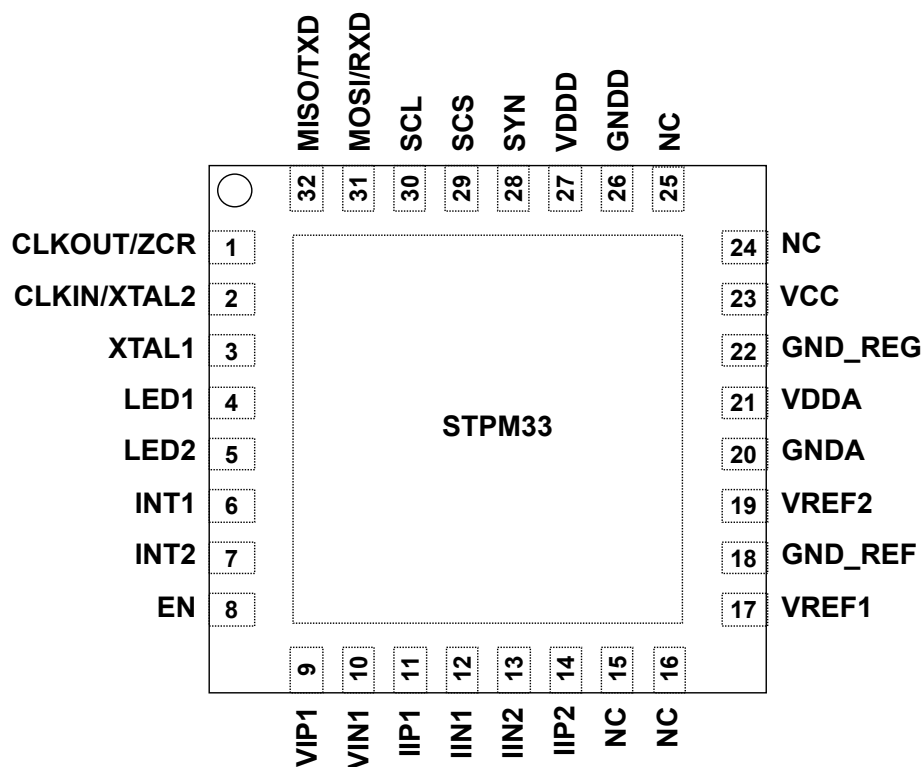 MISO/TXD
MOSI/RXD
SCL
SCS
SYN
VDDD
GNDD
NC
32
31
30
29
28
27
26
25
CLKOUT/ZCR 1
CLKIN/XTAL2 2
XTAL1 3
LED1 4
LED2 5
INT1 6
INT2 7
EN 8
STPM33
24 NC
23 VCC
22 GND_REG
21 VDDA
20 GNDA
19 VREF2
18 GND_REF
17 VREF1
9
10
11
12
13
14
15
16
VIP1
VIN1
IIP1
IIN1
IIN2
IIP2
NC
NC